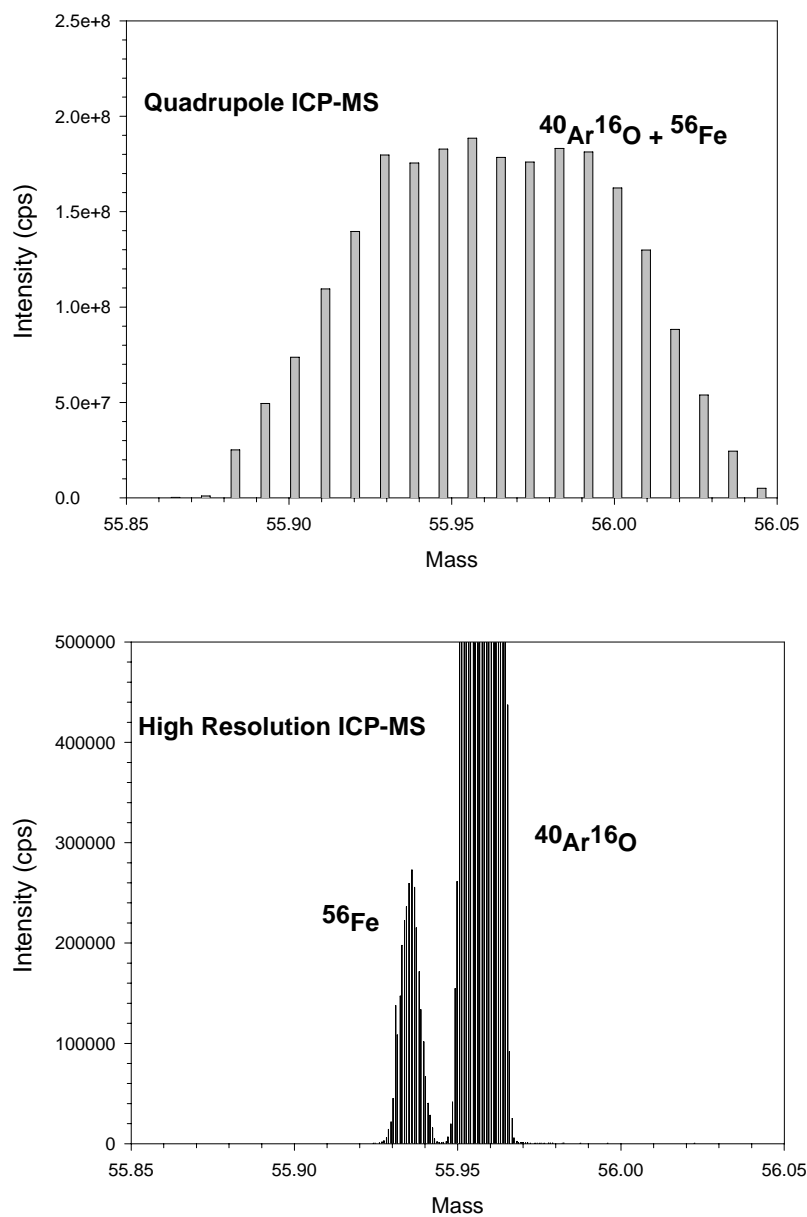 2.5e+8
2.0e+8
1.5e+8
1.0e+8
5.0e+7
0.0
Intensity (cps)
Quadrupole ICP-MS
40Ar16O + 56Fe
55.85 55.90 55.95 56.00 56.05
Mass
500000
400000
300000
200000
100000
0
Intensity (cps)
High Resolution ICP-MS
56Fe
40Ar16O
55.85 55.90 55.95 56.00 56.05
Mass